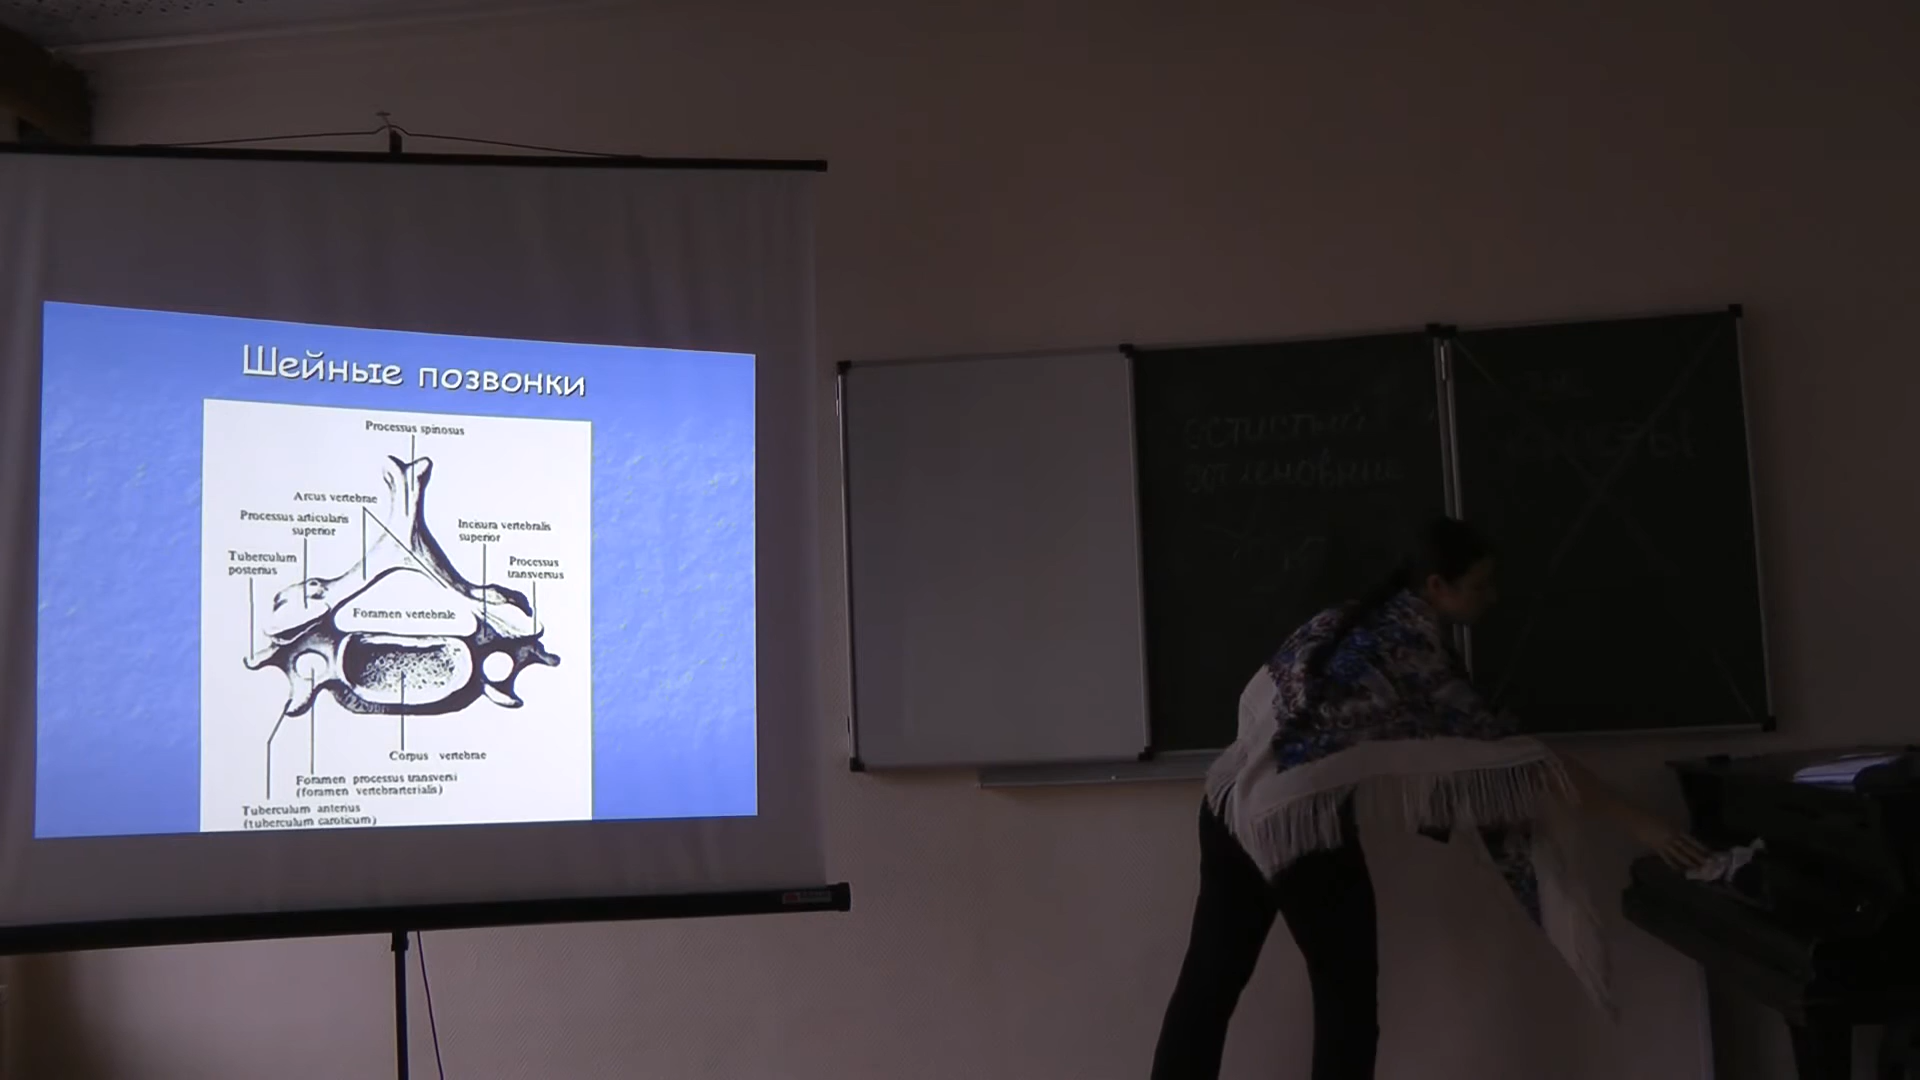 Шейные позвонки
Processus spinosus
Arcus vertebrae
Processus articularis
superior
Incisura vertebralis
superior
Tuberculum
posterius
Processus
transversus
Foramen vertebrale
Corpus vertebrae
Foramen processus transversi
(foramen vertebrarterialis)
Tuberculum anterius
(tuberculum caroticum)
остистый